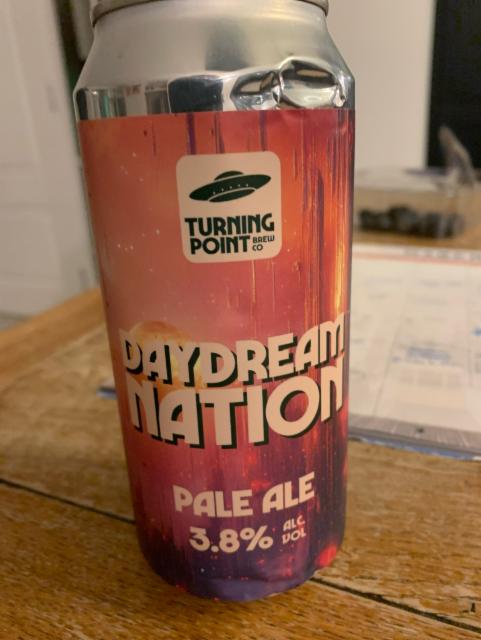 TURNING
POINT BREW
CO
DAYDREAM
NATION
PALE ALE
3.8% ALC.
VOL